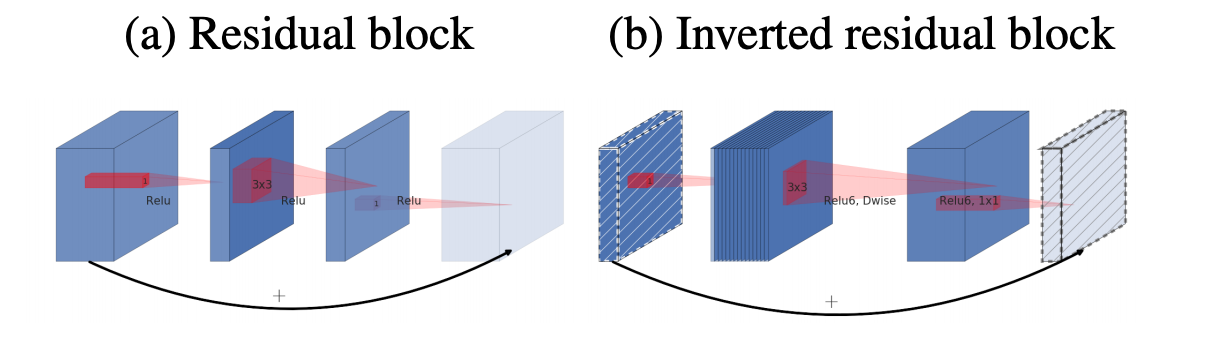 (a) Residual block
(b) Inverted residual block
1
Relu
3x3
Relu
1
Relu
+
1
3x3
Relu6, Dwise
Relu6, 1x1
+